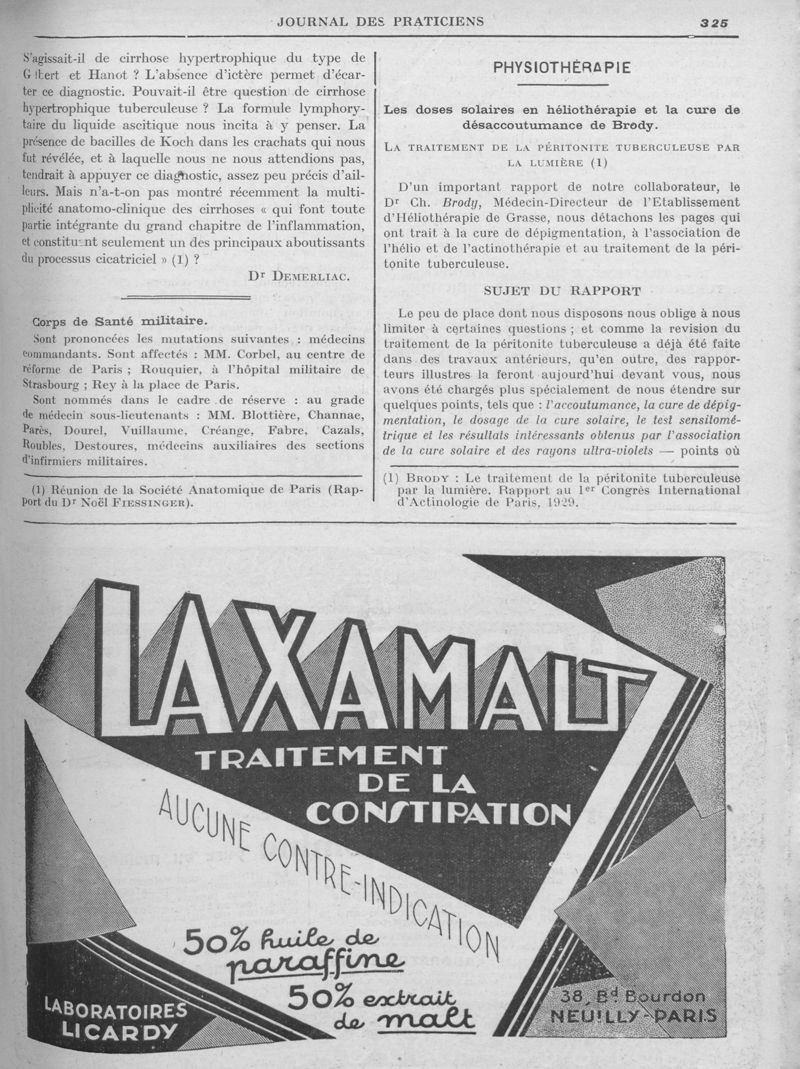 JOURNAL DES PRATICIENS 325
S'agissait-il de cirrhose hypertrophique du type de
Gilbert et Hanot ? L'absence d'ictère permet d'écar-
ter ce diagnostic. Pouvait-il être question de cirrhose
hypertrophique tuberculeuse ? La formule lymphory-
taire du liquide ascitique nous incita à y penser. La
présence de bacilles de Koch dans les crachats qui nous
fut révélée, et à laquelle nous ne nous attendions pas,
tendrait à appuyer ce diagnostic, assez peu précis d'ail-
leurs. Mais n'a-t-on pas montré récemment la multi-
plicité anatomo-clinique des cirrhoses « qui font toute
partie intégrante du grand chapitre de l'inflammation,
et constituent seulement un des principaux aboutissants
du processus cicatriciel » (1) ?
Dr DEMERLIAC.
Corps de Santé militaire.
Sont prononcées les mutations suivantes : médecins
commandants. Sont affectés : MM. Corbel, au centre de
réforme de Paris ; Rouquier, à l'hôpital militaire de
Strasbourg ; Rey à la place de Paris.
Sont nommés dans le cadre de réserve : au grade
de médecin sous-lieutenants : MM. Blottière, Channac,
Parès, Dourel, Vuillaume, Créange, Fabre, Cazals,
Roubles, Destoures, médecins auxiliaires des sections
d'infirmiers militaires.
(1) Réunion de la Société Anatomique de Paris (Rap-
port du Dr Noël FIESSINGER).
PHYSIOTHÉRAPIE
Les doses solaires en héliothérapie et la cure de
désaccoutumance de Brody.
LA TRAITEMENT DE LA PÉRITONITE TUBERCULEUSE PAR
LA LUMIÈRE (1)
D'un important rapport de notre collaborateur, le
Dr Ch. Brody, Médecin-Directeur de l'Etablissement
d'Héliothérapie de Grasse, nous détachons les pages qui
ont trait à la cure de dépigmentation, à l'association de
l'hélio et de l'actinothérapie et au traitement de la péri-
tonite tuberculeuse.
SUJET DU RAPPORT
Le peu de place dont nous disposons nous oblige à nous
limiter à certaines questions ; et comme la revision du
traitement de la péritonite tuberculeuse a déjà été faite
dans des travaux antérieurs, qu'en outre, des rappor-
teurs illustres la feront aujourd'hui devant vous, nous
avons été chargés plus spécialement de nous étendre sur
quelques points, tels que : l'accoutumance, la cure de dépig-
mentation, le dosage de la cure solaire, le test sensitomé-
trique et les résultats intéressants obtenus par l'association
de la cure solaire et des rayons ultra-violets — points où
(1) BRODY : Le traitement de la péritonite tuberculeuse
par la lumière. Rapport au 1er Congrès International
d'Actinologie de Paris, 1929.
LAXAMALT
TRAITEMENT
DE LA
CONSTIPATION
AUCUNE CONTRE-INDICATION
50% huile de
paraffine
50% extrait
de malt
LABORATOIRES
LICARDY
38, Bd Bourdon
NEUILLY-PARIS